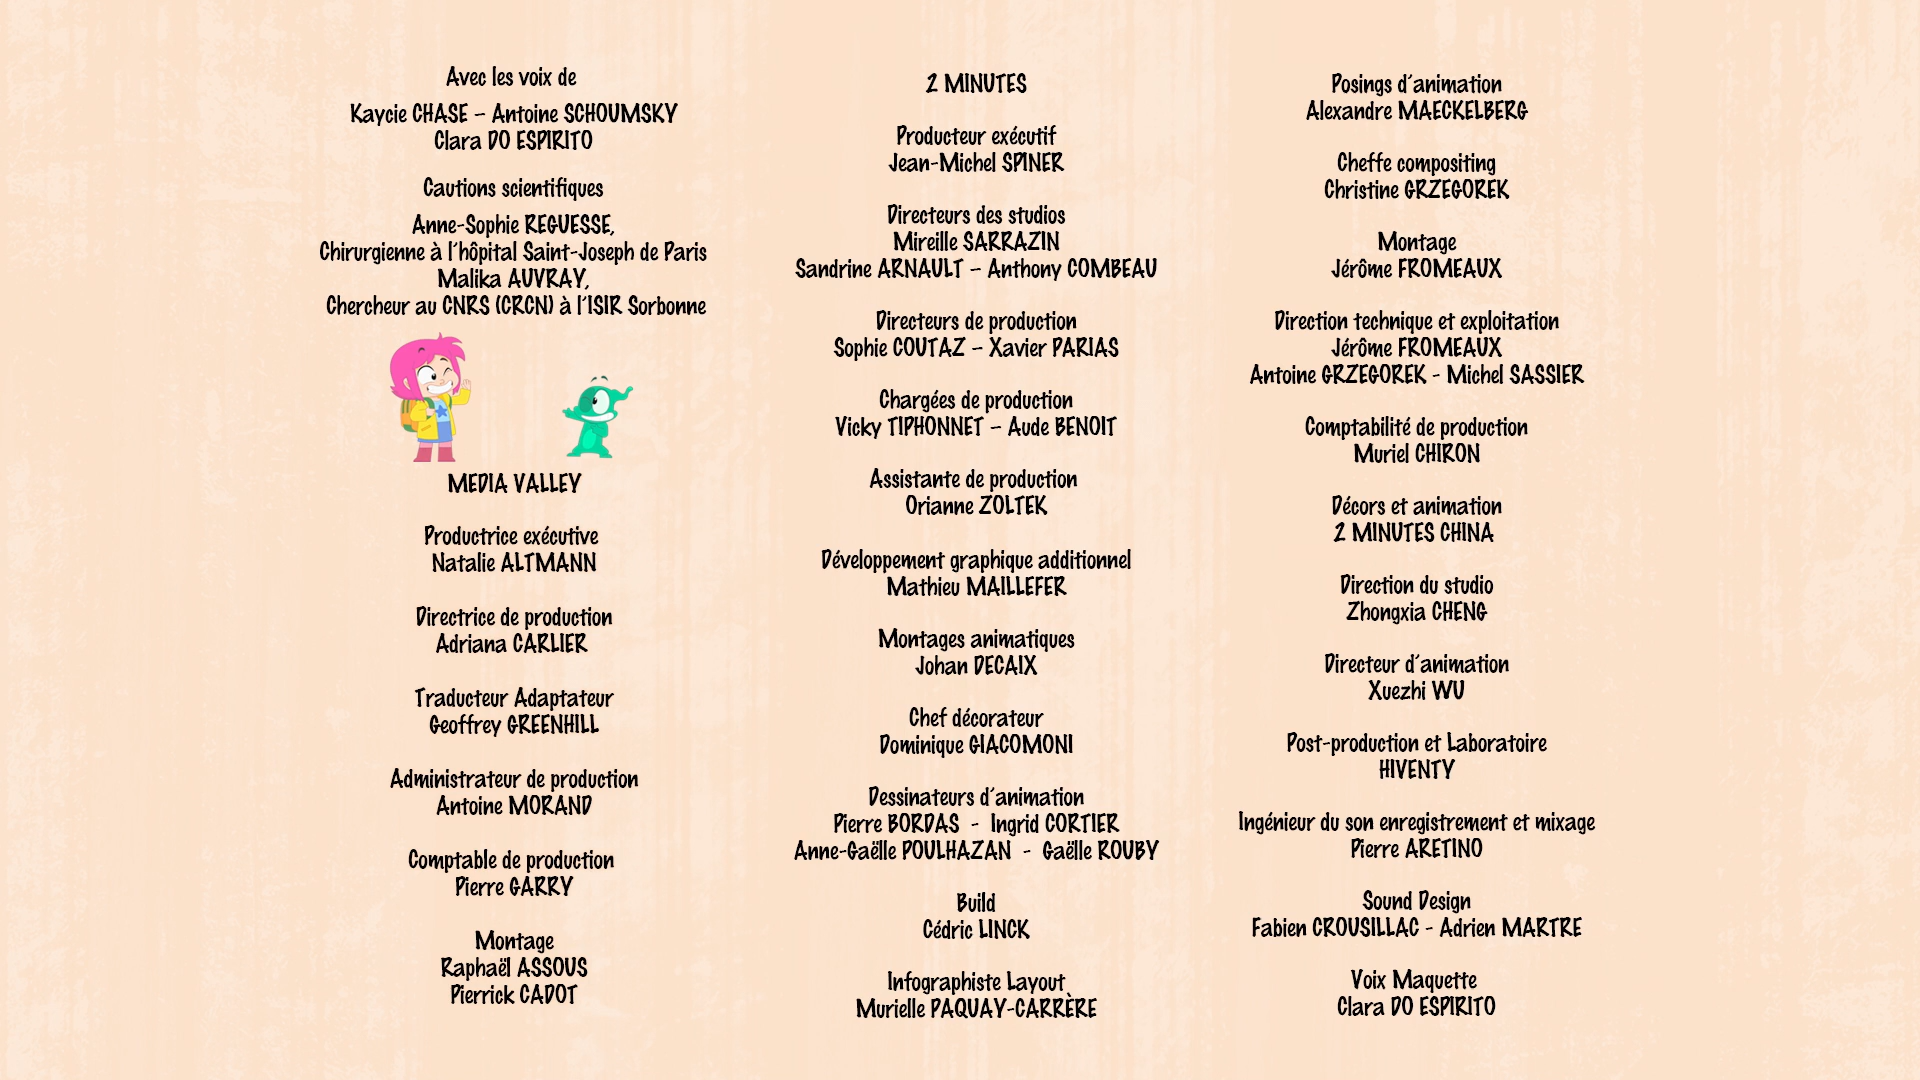 Avec les voix de
Kaycie CHASE – Antoine SCHOUMSKY
Clara DO ESPIRITO
Cautions scientifiques
Anne-Sophie REGUESSE,
Chirurgienne à l'hôpital Saint-Joseph de Paris
Malika AUVRAY,
Chercheur au CNRS (CRCN) à l'ISIR Sorbonne
MEDIA VALLEY
Productrice exécutive
Natalie ALTMANN
Directrice de production
Adriana CARLIER
Traducteur Adaptateur
Geoffrey GREENHILL
Administrateur de production
Antoine MORAND
Comptable de production
Pierre GARRY
Montage
Raphaël ASSOUS
Pierrick CADOT
2 MINUTES
Producteur exécutif
Jean-Michel SPINER
Directeurs des studios
Mireille SARRAZIN
Sandrine ARNAULT – Anthony COMBEAU
Directeurs de production
Sophie COUTAZ – Xavier PARIAS
Chargées de production
Vicky TIPHONNET – Aude BENOIT
Assistante de production
Orianne ZOLTEK
Développement graphique additionnel
Mathieu MAILLEFER
Montages animatiques
Johan DECAIX
Chef décorateur
Dominique GIACOMONI
Dessinateurs d'animation
Pierre BORDAS - Ingrid CORTIER
Anne-Gaëlle POULHAZAN - Gaëlle ROUBY
Build
Cédric LINCK
Infographiste Layout
Murielle PAQUAY-CARRÈRE
Posings d'animation
Alexandre MAECKELBERG
Cheffe compositing
Christine GRZEGOREK
Montage
Jérôme FROMEAUX
Direction technique et exploitation
Jérôme FROMEAUX
Antoine GRZEGOREK - Michel SASSIER
Comptabilité de production
Muriel CHIRON
Décors et animation
2 MINUTES CHINA
Direction du studio
Zhongxia CHENG
Directeur d'animation
Xuezhi WU
Post-production et Laboratoire
HIVENTY
Ingénieur du son enregistrement et mixage
Pierre ARETINO
Sound Design
Fabien CROUSILLAC - Adrien MARTRE
Voix Maquette
Clara DO ESPIRITO